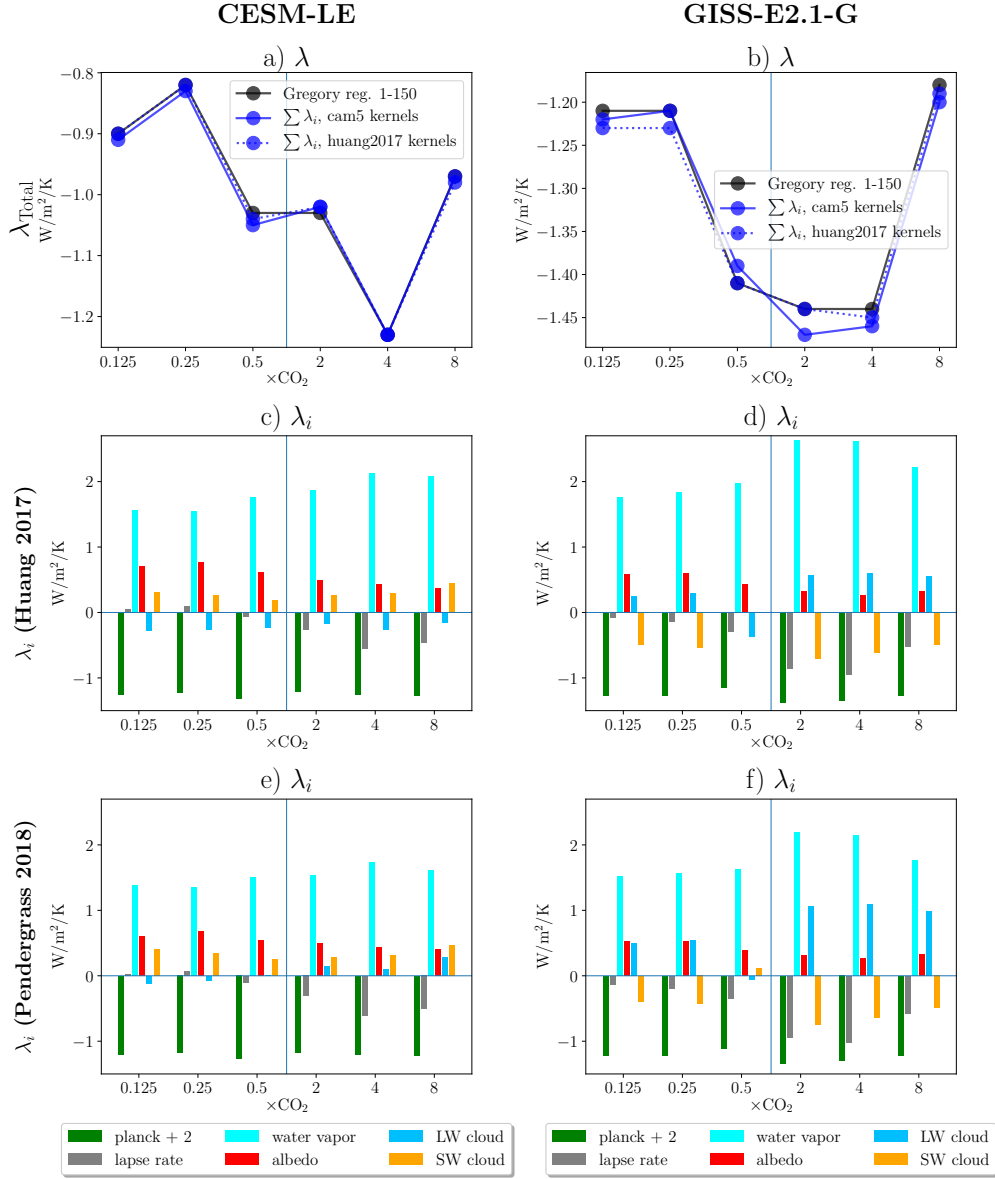 CESM-LE
GISS-E2.1-G
a) λ
b) λ
−0.8
−0.9
−1.0
−1.1
−1.2
λTotal
W/m²/K
Gregory reg. 1-150
∑ λi, cam5 kernels
∑ λi, huang2017 kernels
0.125 0.25 0.5 2 4 8
×CO₂
−1.20
−1.25
−1.30
−1.35
−1.40
−1.45
W/m²/K
Gregory reg. 1-150
∑ λi, cam5 kernels
∑ λi, huang2017 kernels
0.125 0.25 0.5 2 4 8
×CO₂
c) λi
d) λi
λi (Huang 2017)
W/m²/K
2
1
0
−1
0.125 0.25 0.5 2 4 8
×CO₂
W/m²/K
2
1
0
−1
0.125 0.25 0.5 2 4 8
×CO₂
e) λi
f) λi
λi (Pendergrass 2018)
W/m²/K
2
1
0
−1
0.125 0.25 0.5 2 4 8
×CO₂
W/m²/K
2
1
0
−1
0.125 0.25 0.5 2 4 8
×CO₂
planck + 2 water vapor LW cloud
lapse rate albedo SW cloud
planck + 2 water vapor LW cloud
lapse rate albedo SW cloud